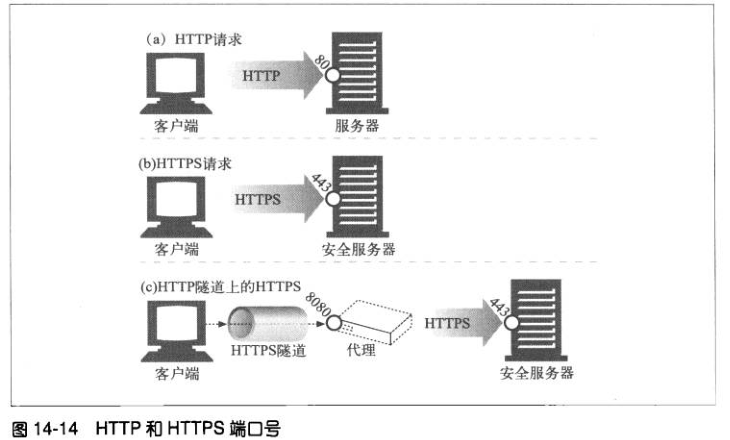 (a) HTTP请求
80
HTTP
客户端
服务器
(b)HTTPS请求
443
HTTPS
客户端
安全服务器
(c)HTTP隧道上的HTTPS
8080
443
HTTPS
HTTPS隧道
代理
客户端
安全服务器
图 14-14 HTTP 和 HTTPS 端口号